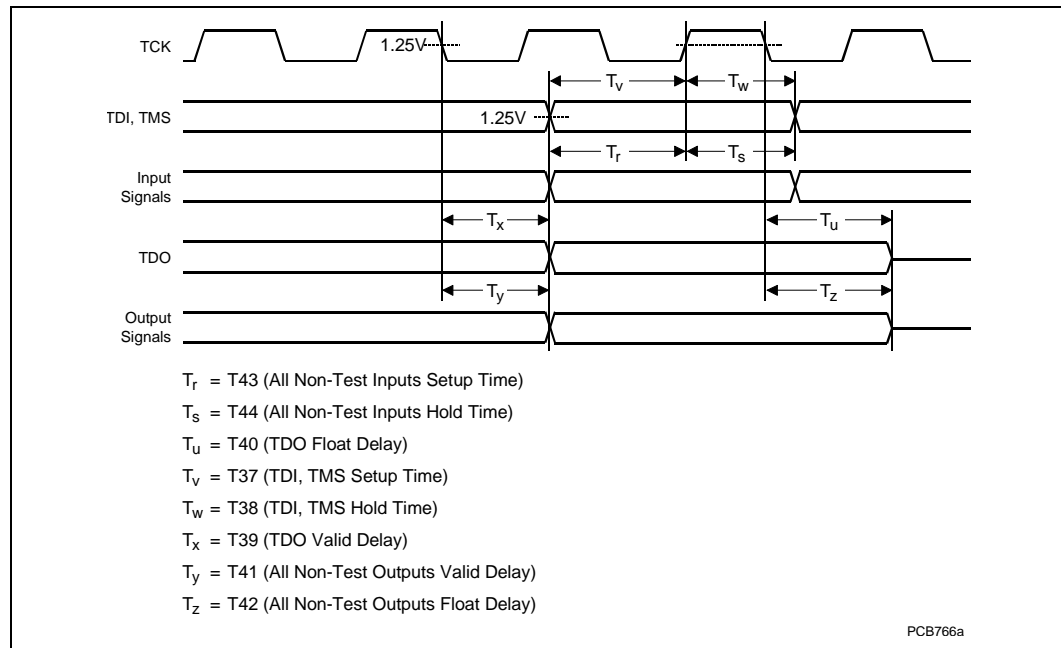 TCK
1.25V
Tv
Tw
TDI, TMS
1.25V
Tr
Ts
Input
Signals
Tx
Tu
TDO
Ty
Tz
Output
Signals
Tr = T43 (All Non-Test Inputs Setup Time)
Ts = T44 (All Non-Test Inputs Hold Time)
Tu = T40 (TDO Float Delay)
Tv = T37 (TDI, TMS Setup Time)
Tw = T38 (TDI, TMS Hold Time)
Tx = T39 (TDO Valid Delay)
Ty = T41 (All Non-Test Outputs Valid Delay)
Tz = T42 (All Non-Test Outputs Float Delay)
PCB766a